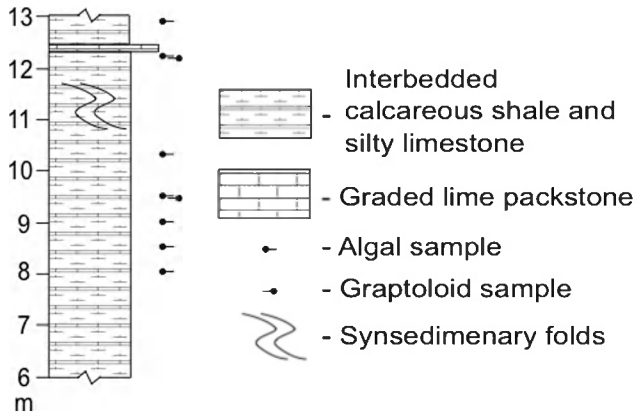 13
12
11
10
9
8
7
6
m
Interbedded
calcareous shale and
- silty limestone
- Graded lime packstone
- Algal sample
- Graptoloid sample
- Synsedimenary folds